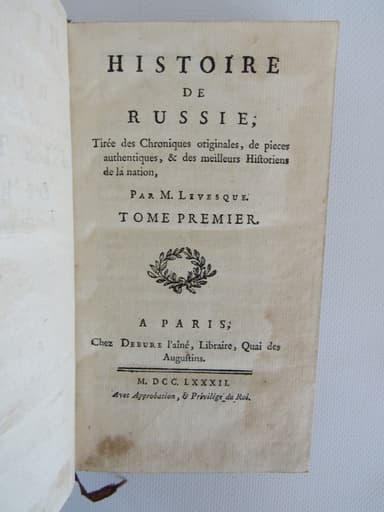 HISTOIRE
DE
RUSSIE;
Tirée des Chroniques originales, de pieces
authentiques, & des meilleurs Historiens
de la nation,
PAR M. LEVESQUE.
TOME PREMIER.
A PARIS;
Chez DEBURE l'aîné, Libraire, Quai des
Augustins.
M. DCC. LXXXII.
Avec Approbation, & Privilége du Roi.